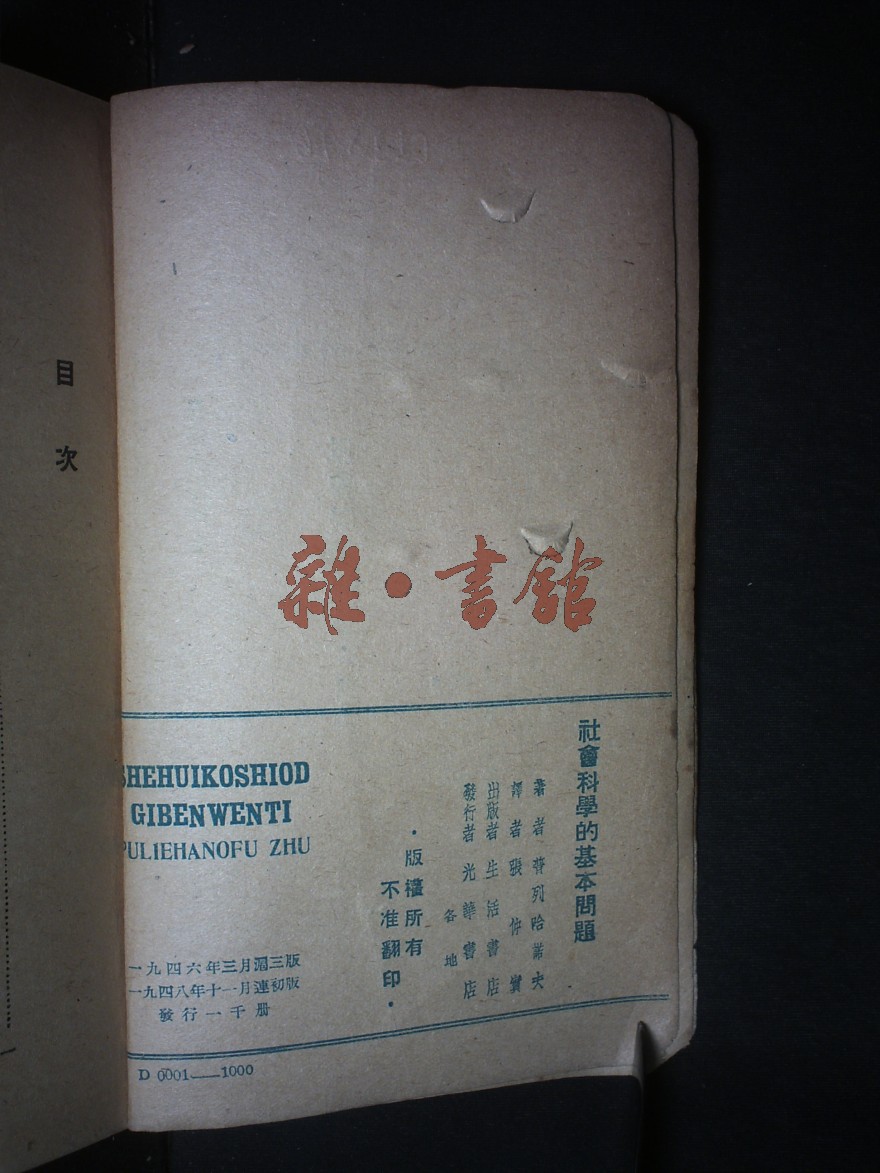 目次
雜·書館
社會科學的基本問題
著者 普列哈諾夫
譯者 張仲實
出版者 生活書店
發行者 光華書店
各地
·版權所有
不准翻印·
SHEHUIKOSHIOD
GIBENWENTI
PULIEHANOFU ZHU
一九四六年三月滬三版
一九四八年十一月連初版
發行一千册
D 0001——1000